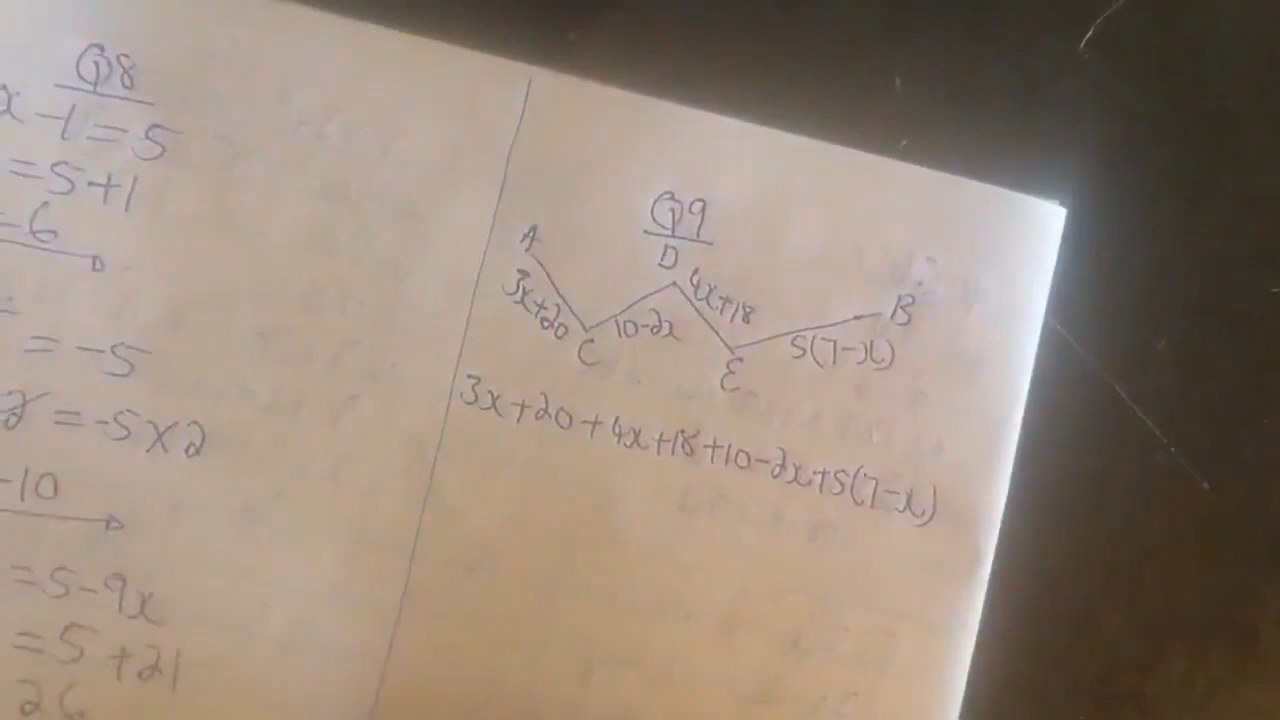 Q8
x-1=5
=5+1
=6
= -5
2=-5×2
-10
=5-9x
=5+21
26
Q9
A
D
B
3x+20
10-2x
4x+18
5(7-x)
C
E
3x+20+4x+18+10-2x+5(7-x)